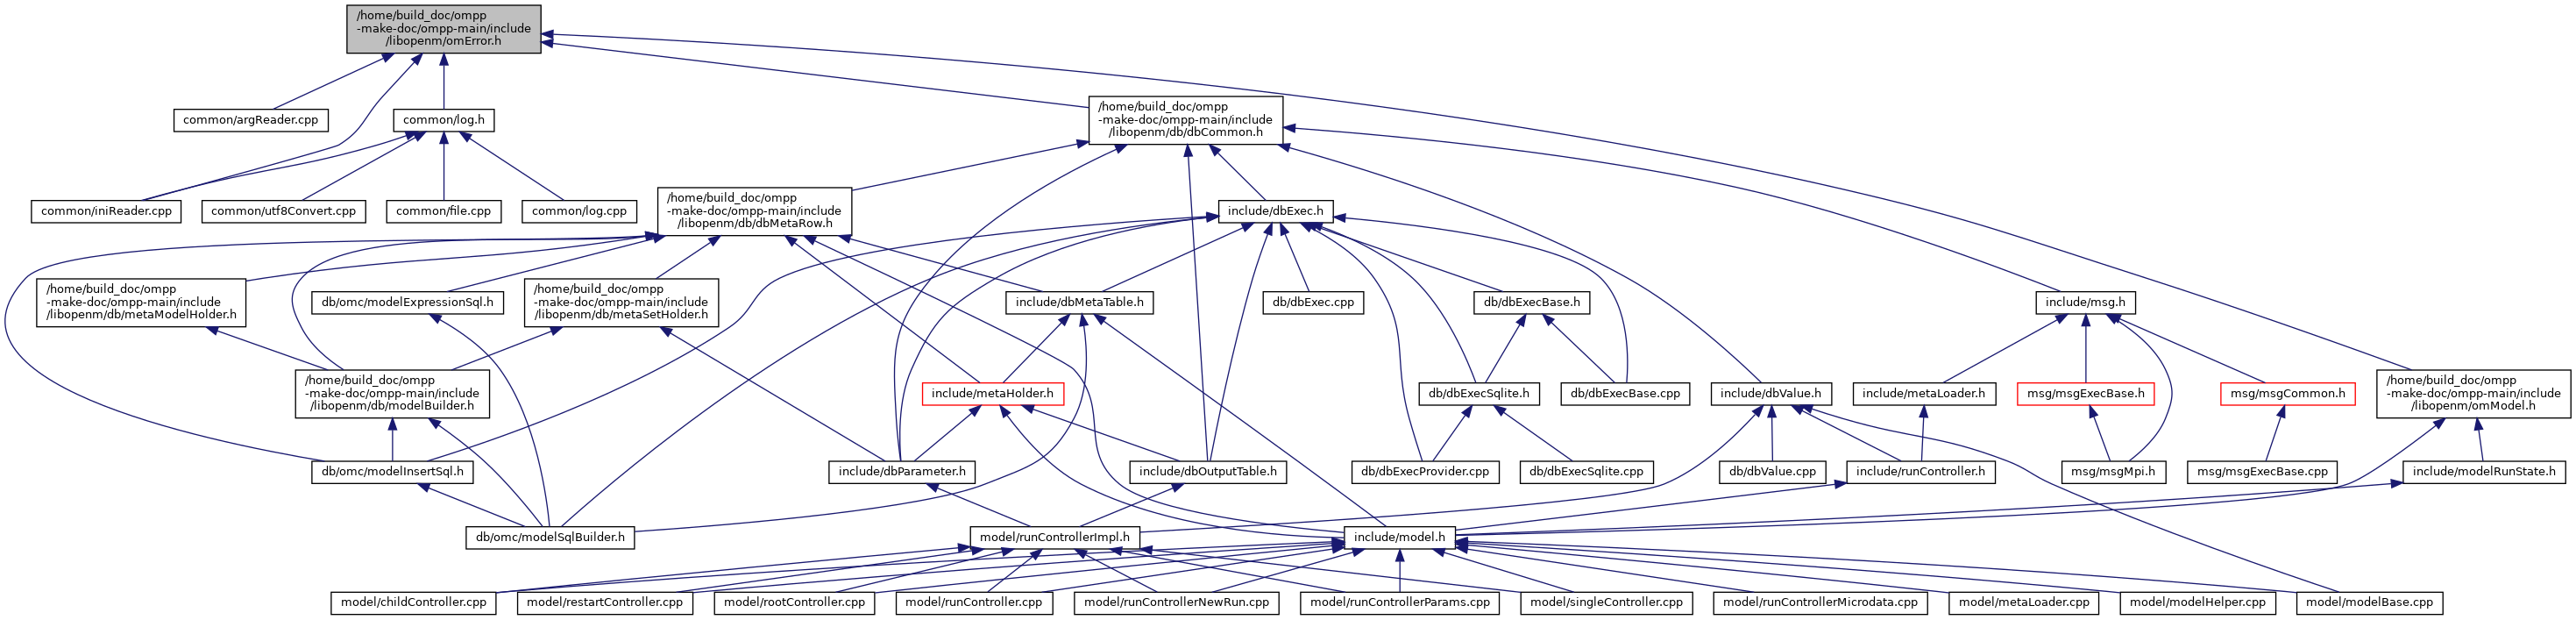 /home/build_doc/ompp
-make-doc/ompp-main/include
/libopenm/omError.h
common/argReader.cpp
common/log.h
/home/build_doc/ompp
-make-doc/ompp-main/include
/libopenm/db/dbCommon.h
common/iniReader.cpp
common/utf8Convert.cpp
common/file.cpp
common/log.cpp
/home/build_doc/ompp
-make-doc/ompp-main/include
/libopenm/db/dbMetaRow.h
include/dbExec.h
/home/build_doc/ompp
-make-doc/ompp-main/include
/libopenm/db/metaModelHolder.h
db/omc/modelExpressionSql.h
/home/build_doc/ompp
-make-doc/ompp-main/include
/libopenm/db/metaSetHolder.h
include/dbMetaTable.h
db/dbExec.cpp
db/dbExecBase.h
include/msg.h
/home/build_doc/ompp
-make-doc/ompp-main/include
/libopenm/db/modelBuilder.h
include/metaHolder.h
db/dbExecSqlite.h
db/dbExecBase.cpp
include/dbValue.h
include/metaLoader.h
msg/msgExecBase.h
msg/msgCommon.h
/home/build_doc/ompp
-make-doc/ompp-main/include
/libopenm/omModel.h
db/omc/modelInsertSql.h
include/dbParameter.h
include/dbOutputTable.h
db/dbExecProvider.cpp
db/dbExecSqlite.cpp
db/dbValue.cpp
include/runController.h
msg/msgMpi.h
msg/msgExecBase.cpp
include/modelRunState.h
db/omc/modelSqlBuilder.h
model/runControllerImpl.h
include/model.h
model/childController.cpp
model/restartController.cpp
model/rootController.cpp
model/runController.cpp
model/runControllerNewRun.cpp
model/runControllerParams.cpp
model/singleController.cpp
model/runControllerMicrodata.cpp
model/metaLoader.cpp
model/modelHelper.cpp
model/modelBase.cpp